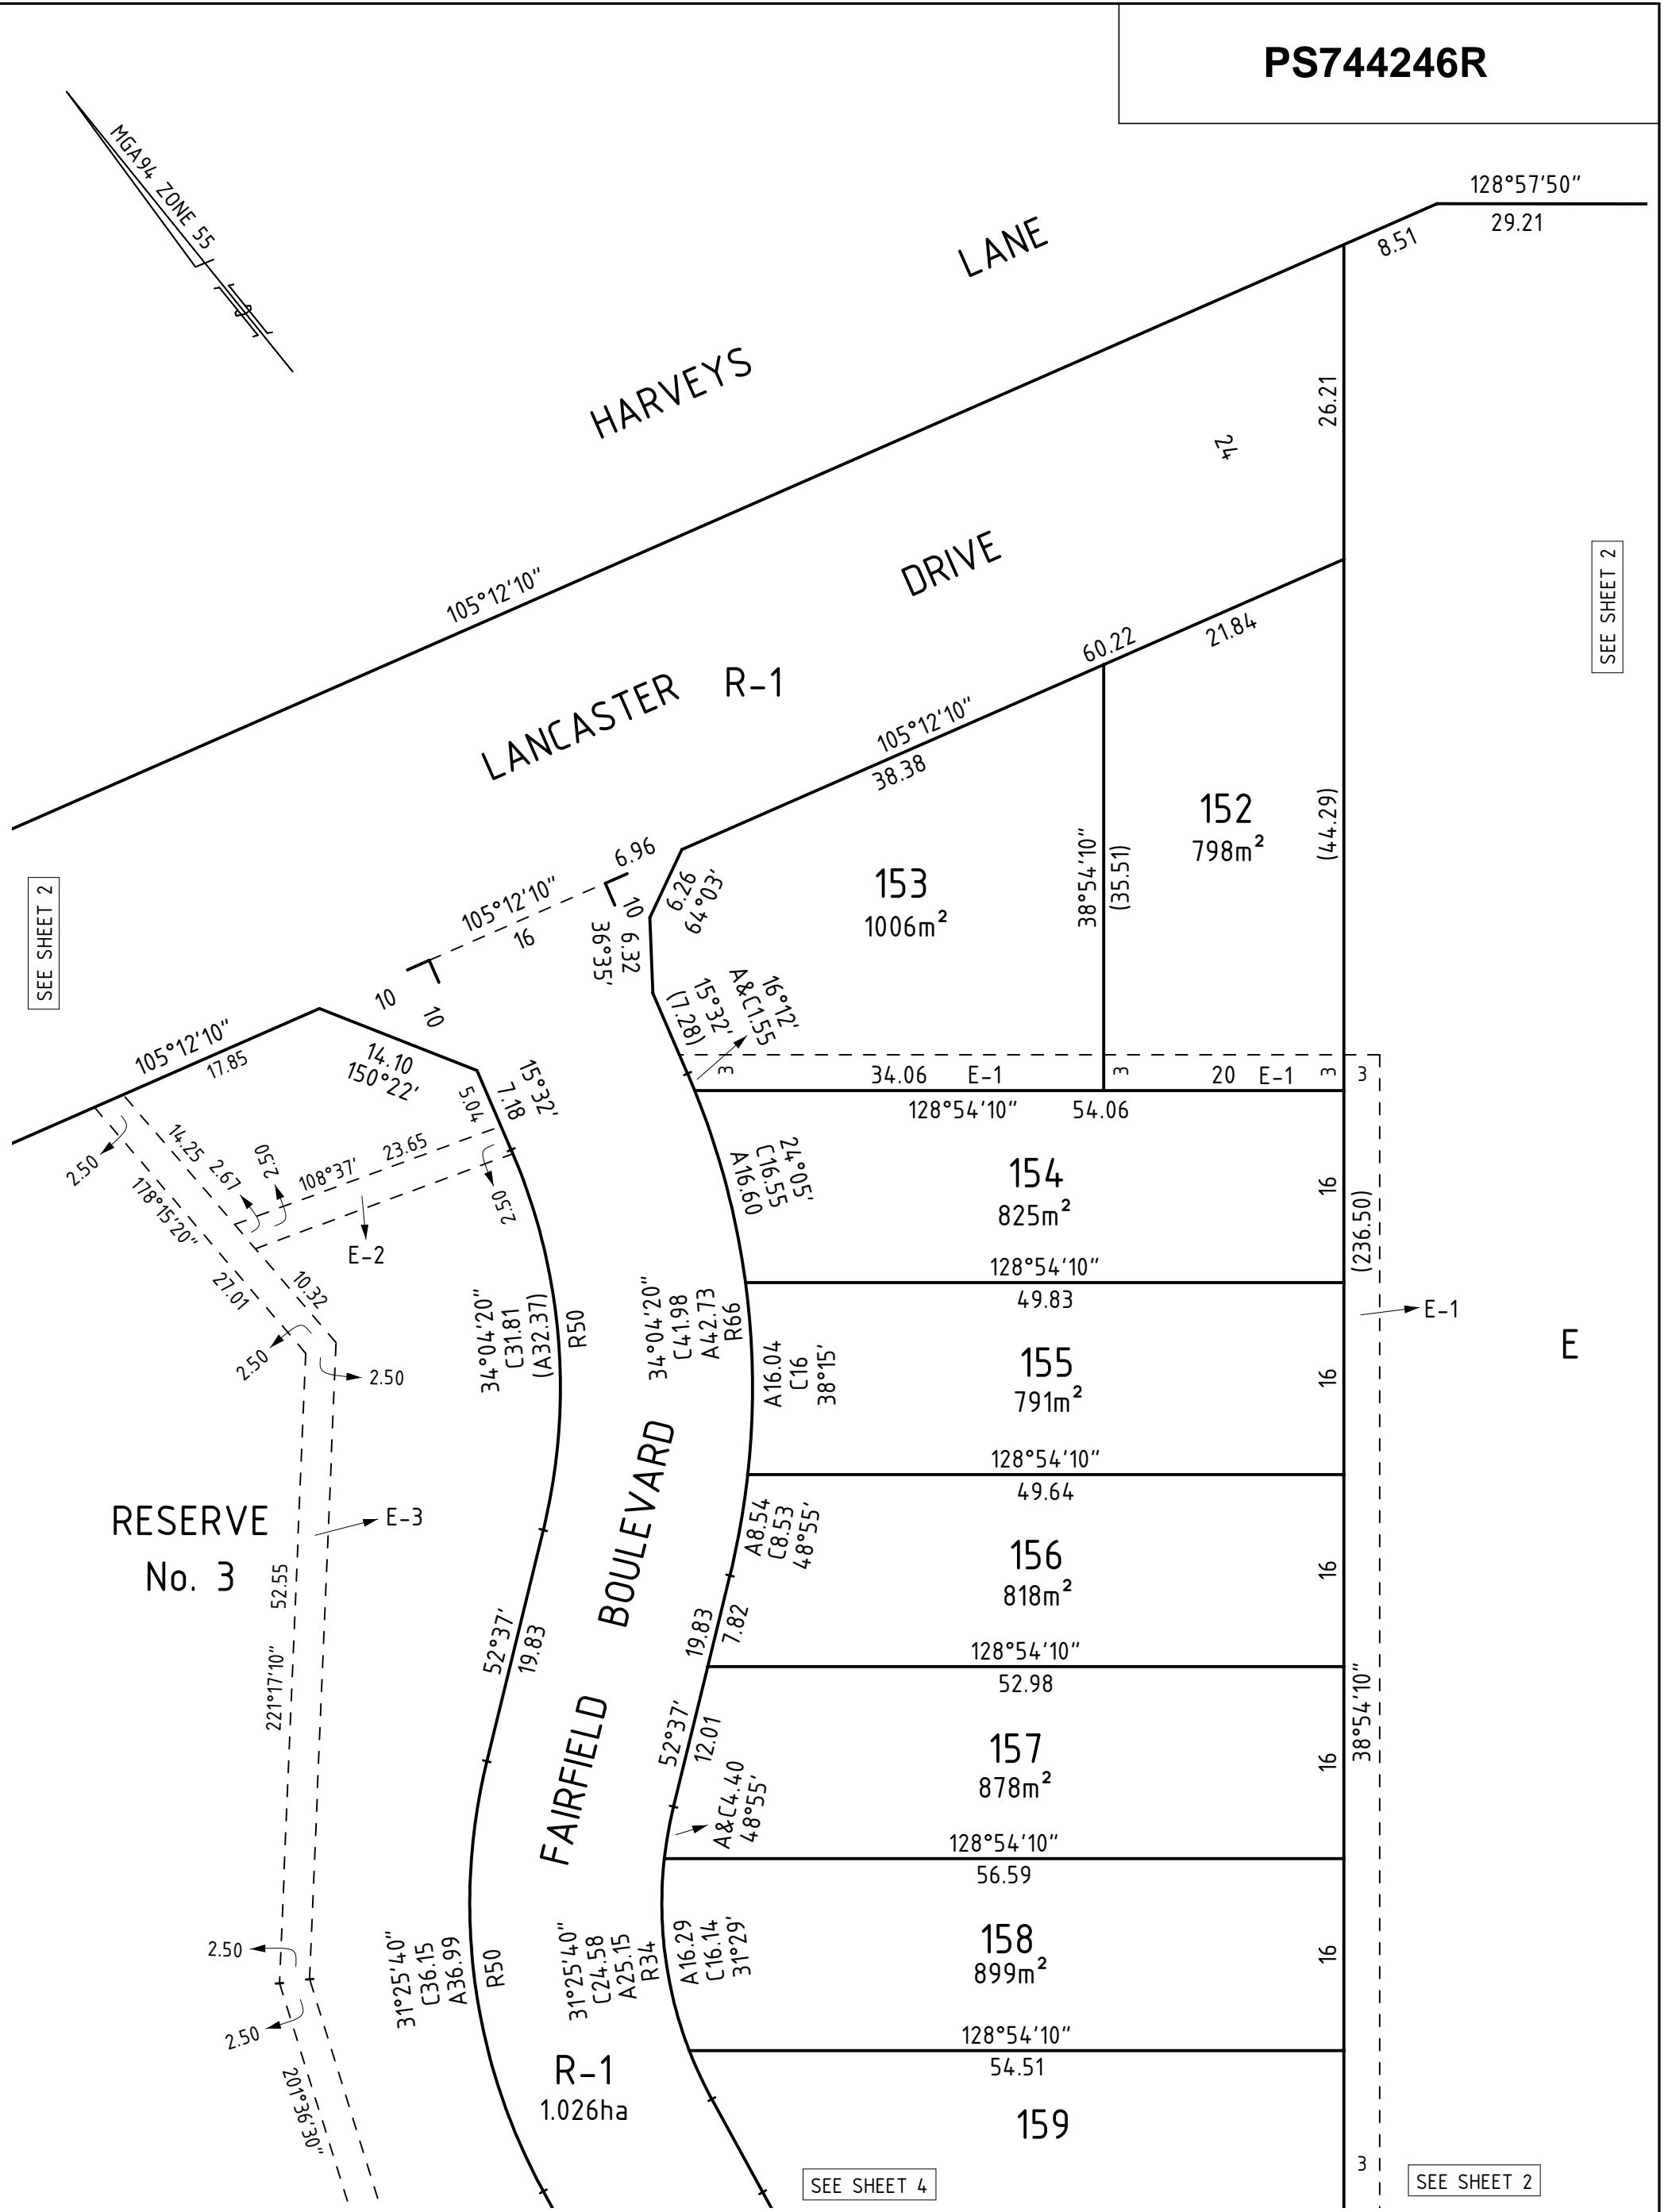 PS744246R
MGA94 ZONE 55
128°57'50"
29.21
8.51
HARVEYS LANE
26.21
24
SEE SHEET 2
105°12'10"
LANCASTER DRIVE
R-1
60.22
21.84
105°12'10"
38.38
152
798m²
(44.29)
38°54'10"
(35.51)
153
1006m²
6.96
6.26
64°03'
10
6.32
36°35'
105°12'10"
16
10
10
SEE SHEET 2
16°12'
A&C1.55
15°32'
(7.28)
105°12'10"
17.85
14.10
150°22'
15°32'
7.18
5.04
3
34.06
E-1
3
20
E-1
3
3
128°54'10"
54.06
2.50
14.25
2.67
2.50
108°37'
23.65
2.50
178°15'20"
27.01
E-2
10.32
2.50
2.50
24°05'
C16.55
A16.60
154
825m²
16
(236.50)
128°54'10"
49.83
E-1
E
34°04'20"
C31.81
(A32.37)
R50
34°04'20"
C41.98
A42.73
R66
A16.04
C16
38°15'
155
791m²
16
128°54'10"
49.64
RESERVE
No. 3
E-3
52.55
221°17'10"
A8.54
C8.53
48°55'
156
818m²
16
FAIRFIELD BOULEVARD
52°37'
19.83
19.83
7.82
128°54'10"
52.98
38°54'10"
52°37'
12.01
A&C4.40
48°55'
157
878m²
16
128°54'10"
56.59
2.50
2.50
201°36'30"
31°25'40"
C36.15
A36.99
R50
31°25'40"
C24.58
A25.15
R34
A16.29
C16.14
31°29'
158
899m²
16
128°54'10"
54.51
R-1
1.026ha
159
3
SEE SHEET 4
SEE SHEET 2